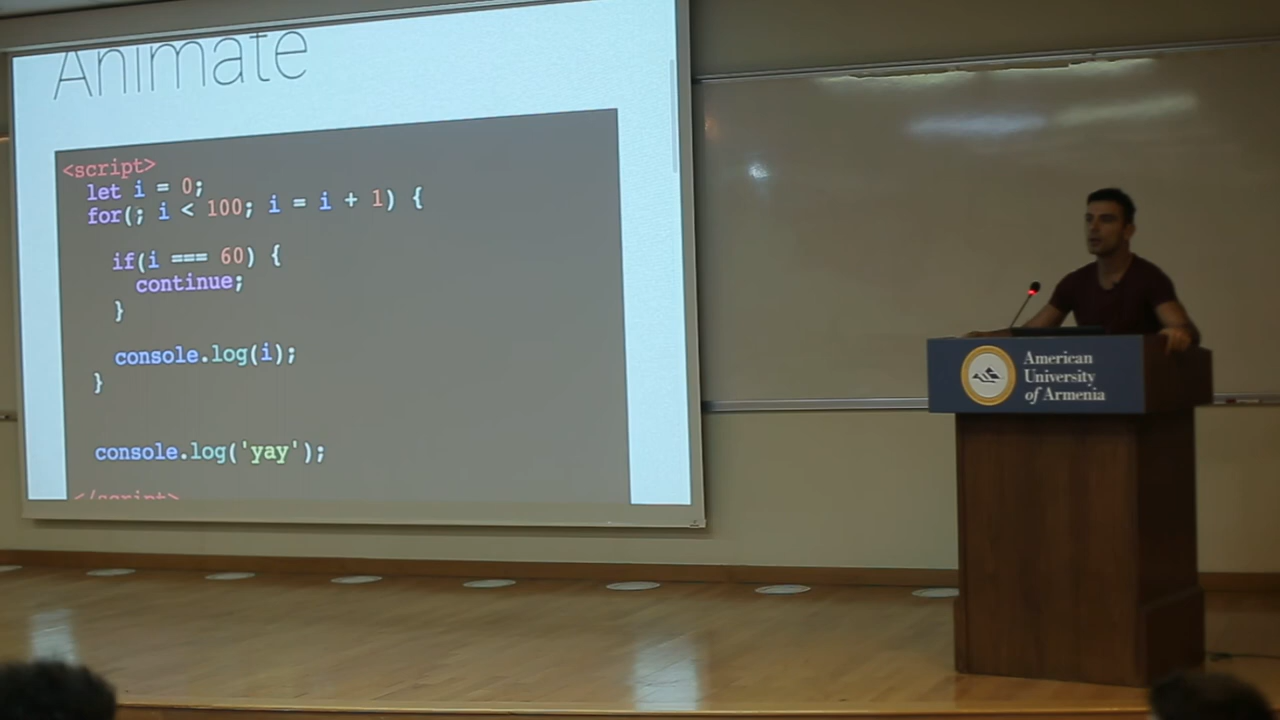 Animate
<script>
let i = 0;
for(; i < 100; i = i + 1) {
if(i === 60) {
continue;
}
console.log(i);
}
console.log('yay');
</script>
American
University
of Armenia